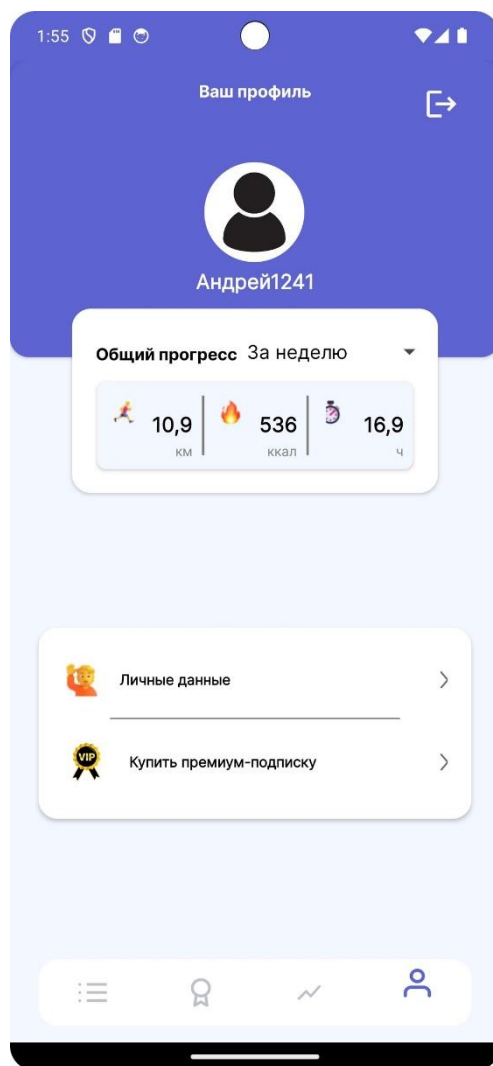 1:55
Ваш профиль
Андрей1241
Общий прогресс За неделю
10,9 536 16,9
км ккал ч
Личные данные
VIP
Купить премиум-подписку